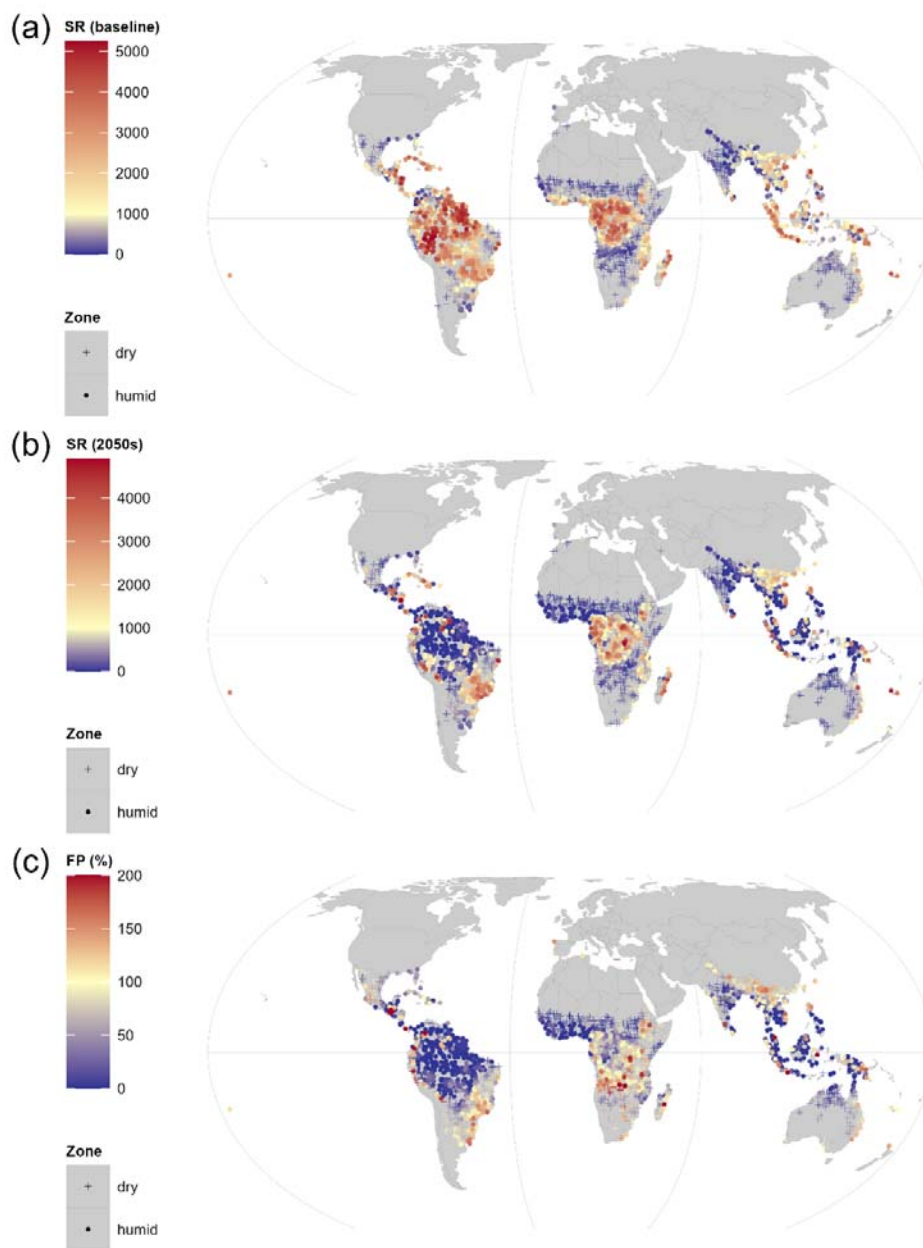 (a)
SR (baseline)
5000
4000
3000
2000
1000
0
Zone
dry
humid
(b)
SR (2050s)
4000
3000
2000
1000
0
Zone
dry
humid
(c)
FP (%)
200
150
100
50
0
Zone
dry
humid